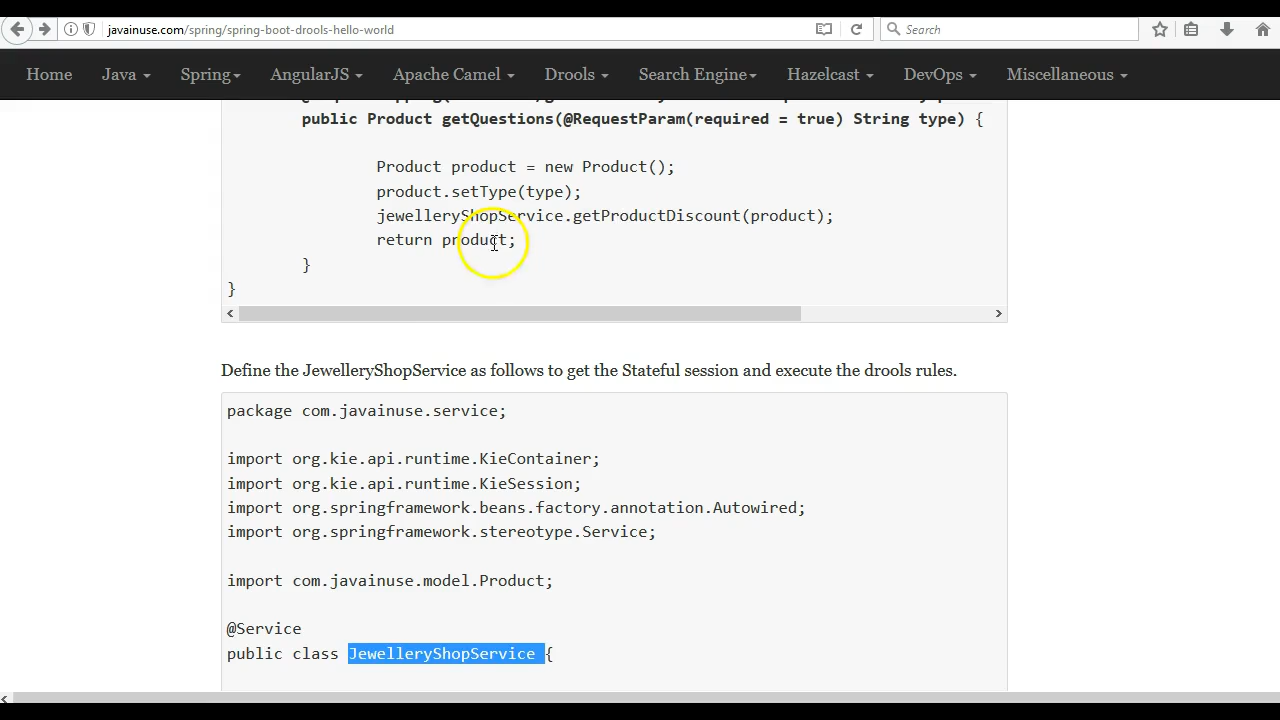 javainuse.com/spring/spring-boot-drools-hello-world
Search
Home Java Spring AngularJS Apache Camel Drools Search Engine Hazelcast DevOps Miscellaneous
public Product getQuestions(@RequestParam(required = true) String type) {
Product product = new Product();
product.setType(type);
jewelleryShopService.getProductDiscount(product);
return product;
}
}
Define the JewelleryShopService as follows to get the Stateful session and execute the drools rules.
package com.javainuse.service;
import org.kie.api.runtime.KieContainer;
import org.kie.api.runtime.KieSession;
import org.springframework.beans.factory.annotation.Autowired;
import org.springframework.stereotype.Service;
import com.javainuse.model.Product;
@Service
public class JewelleryShopService {